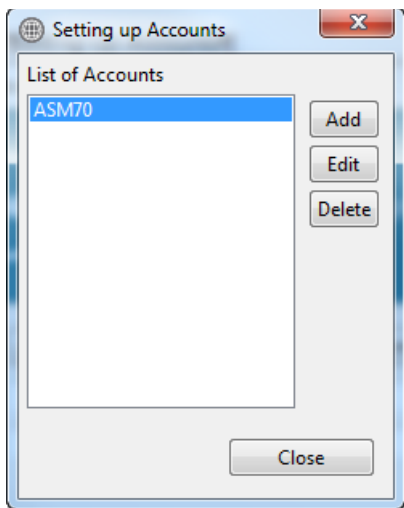 Setting up Accounts
List of Accounts
ASM70
Add
Edit
Delete
Close